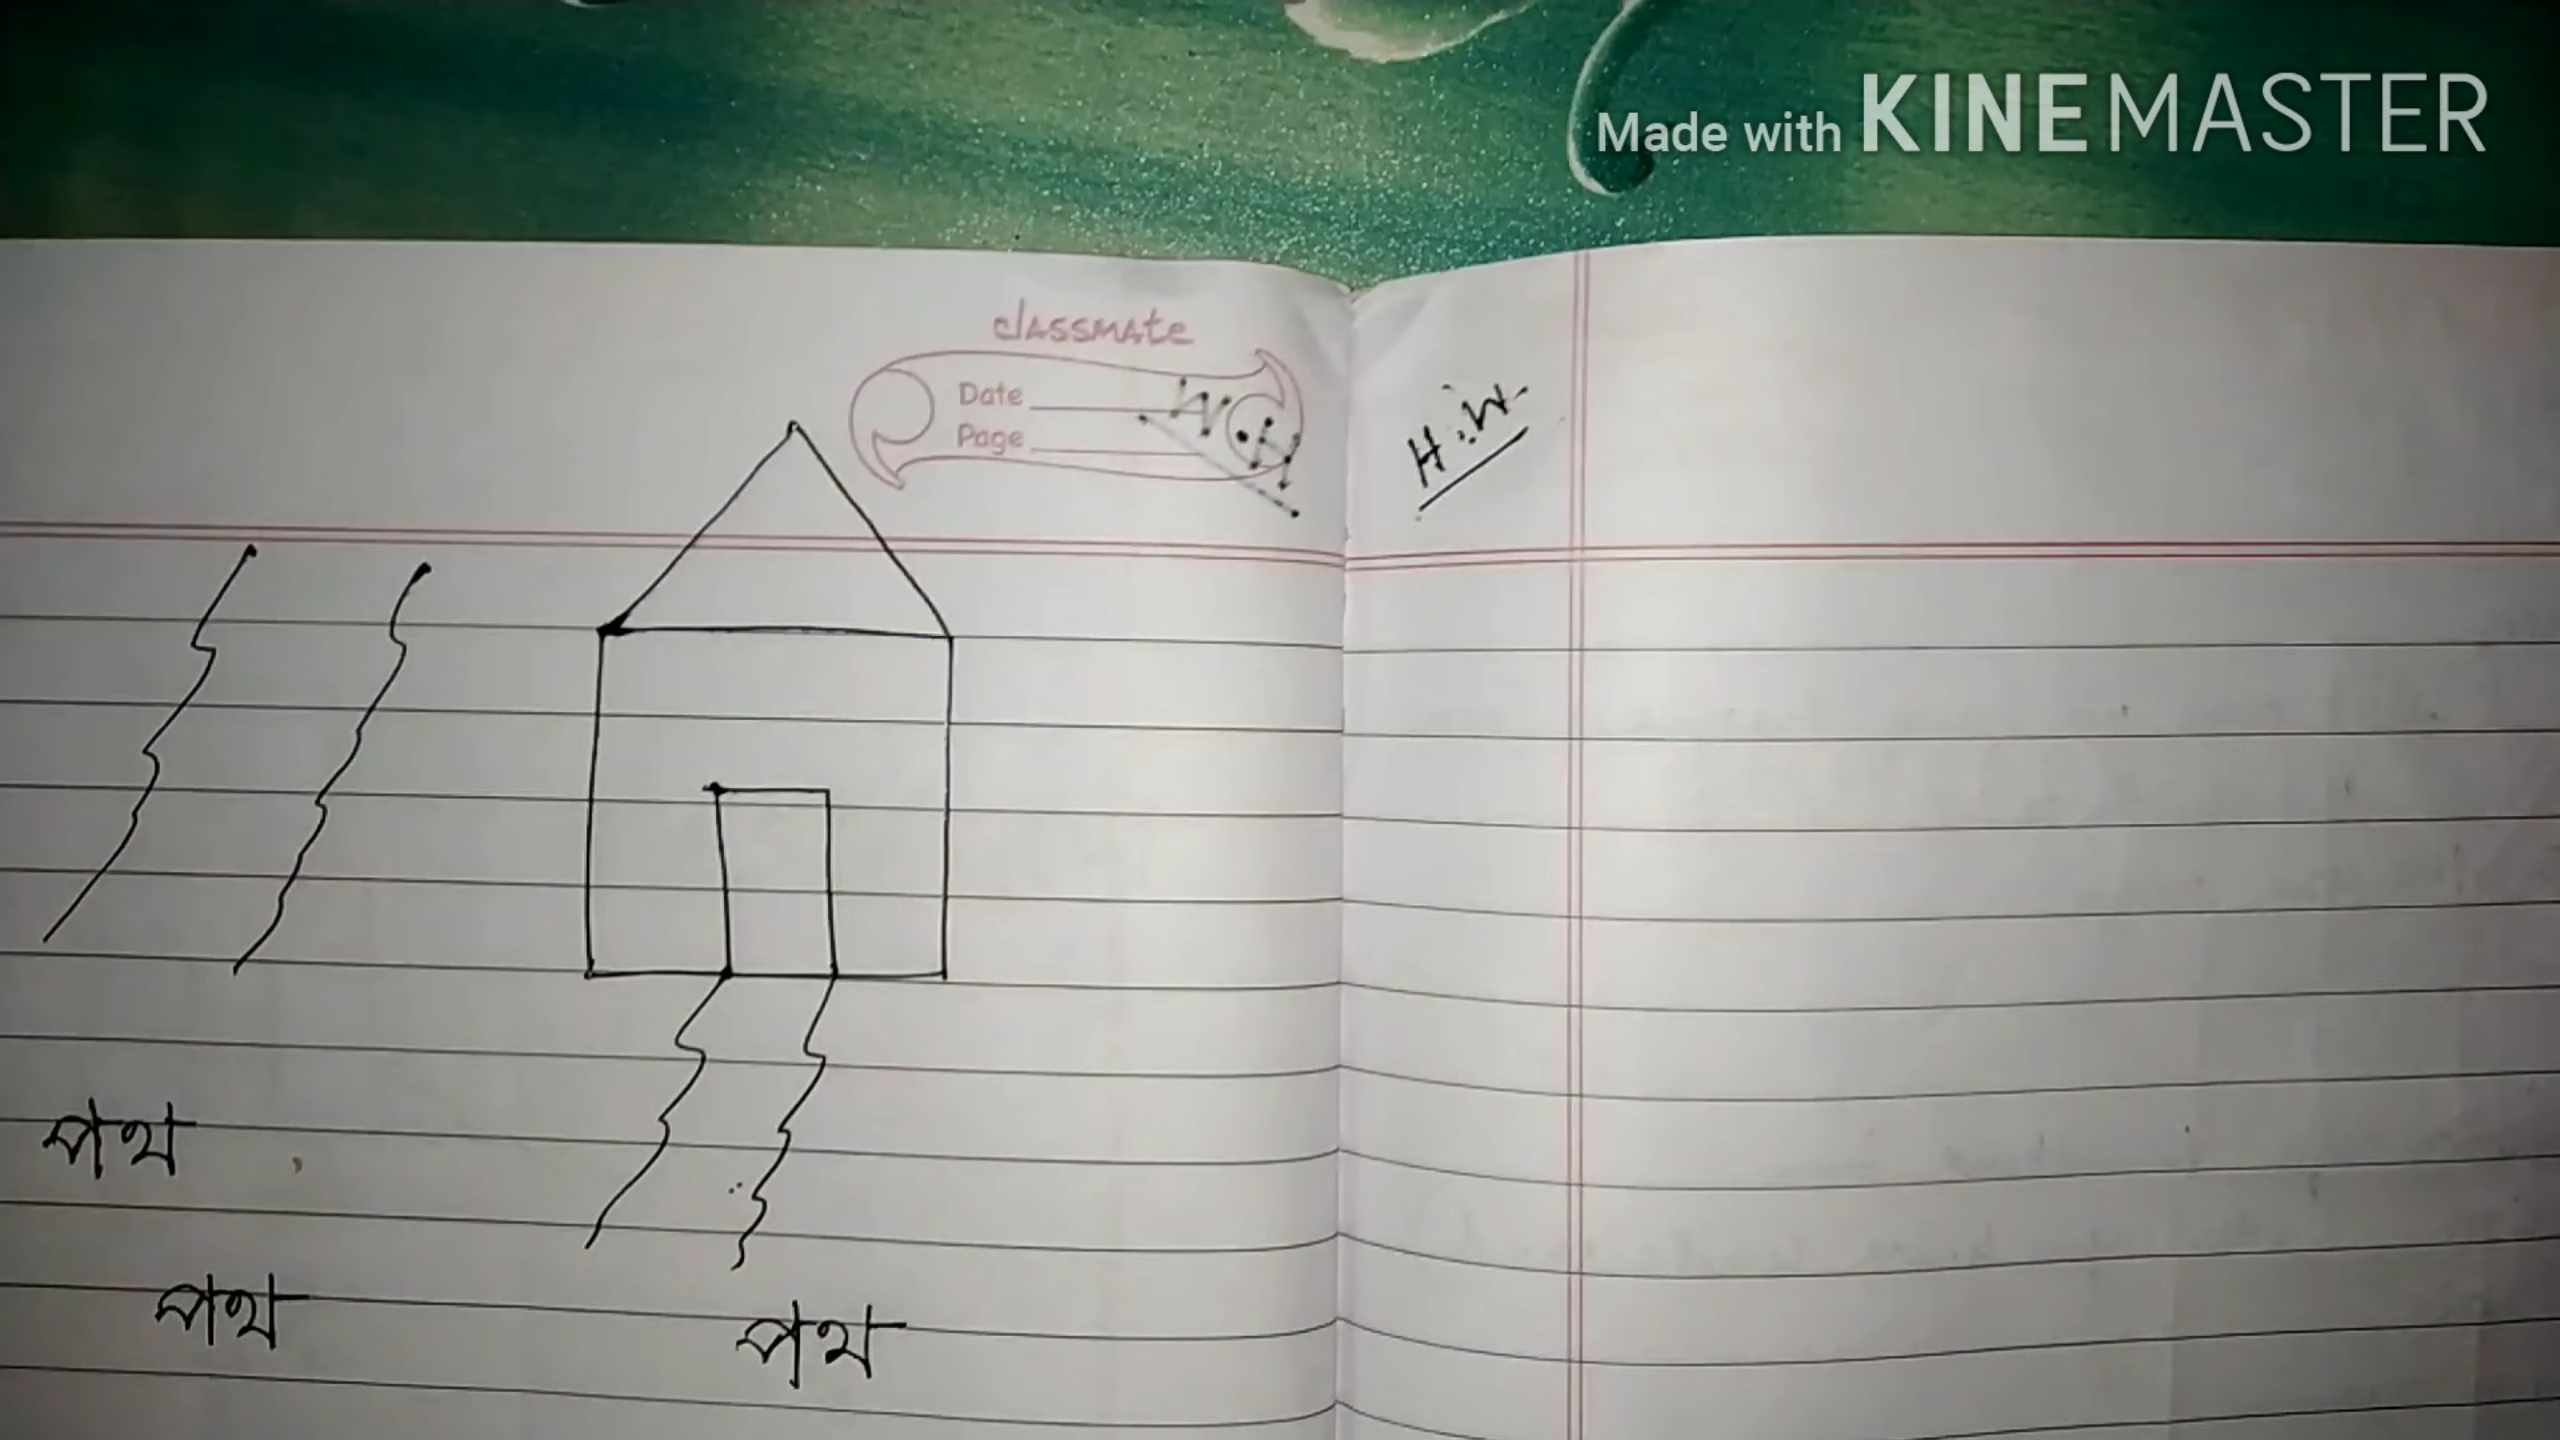 Made with KINEMASTER
classmate
Date
Page
H.W.
পথ
পথ
পথ